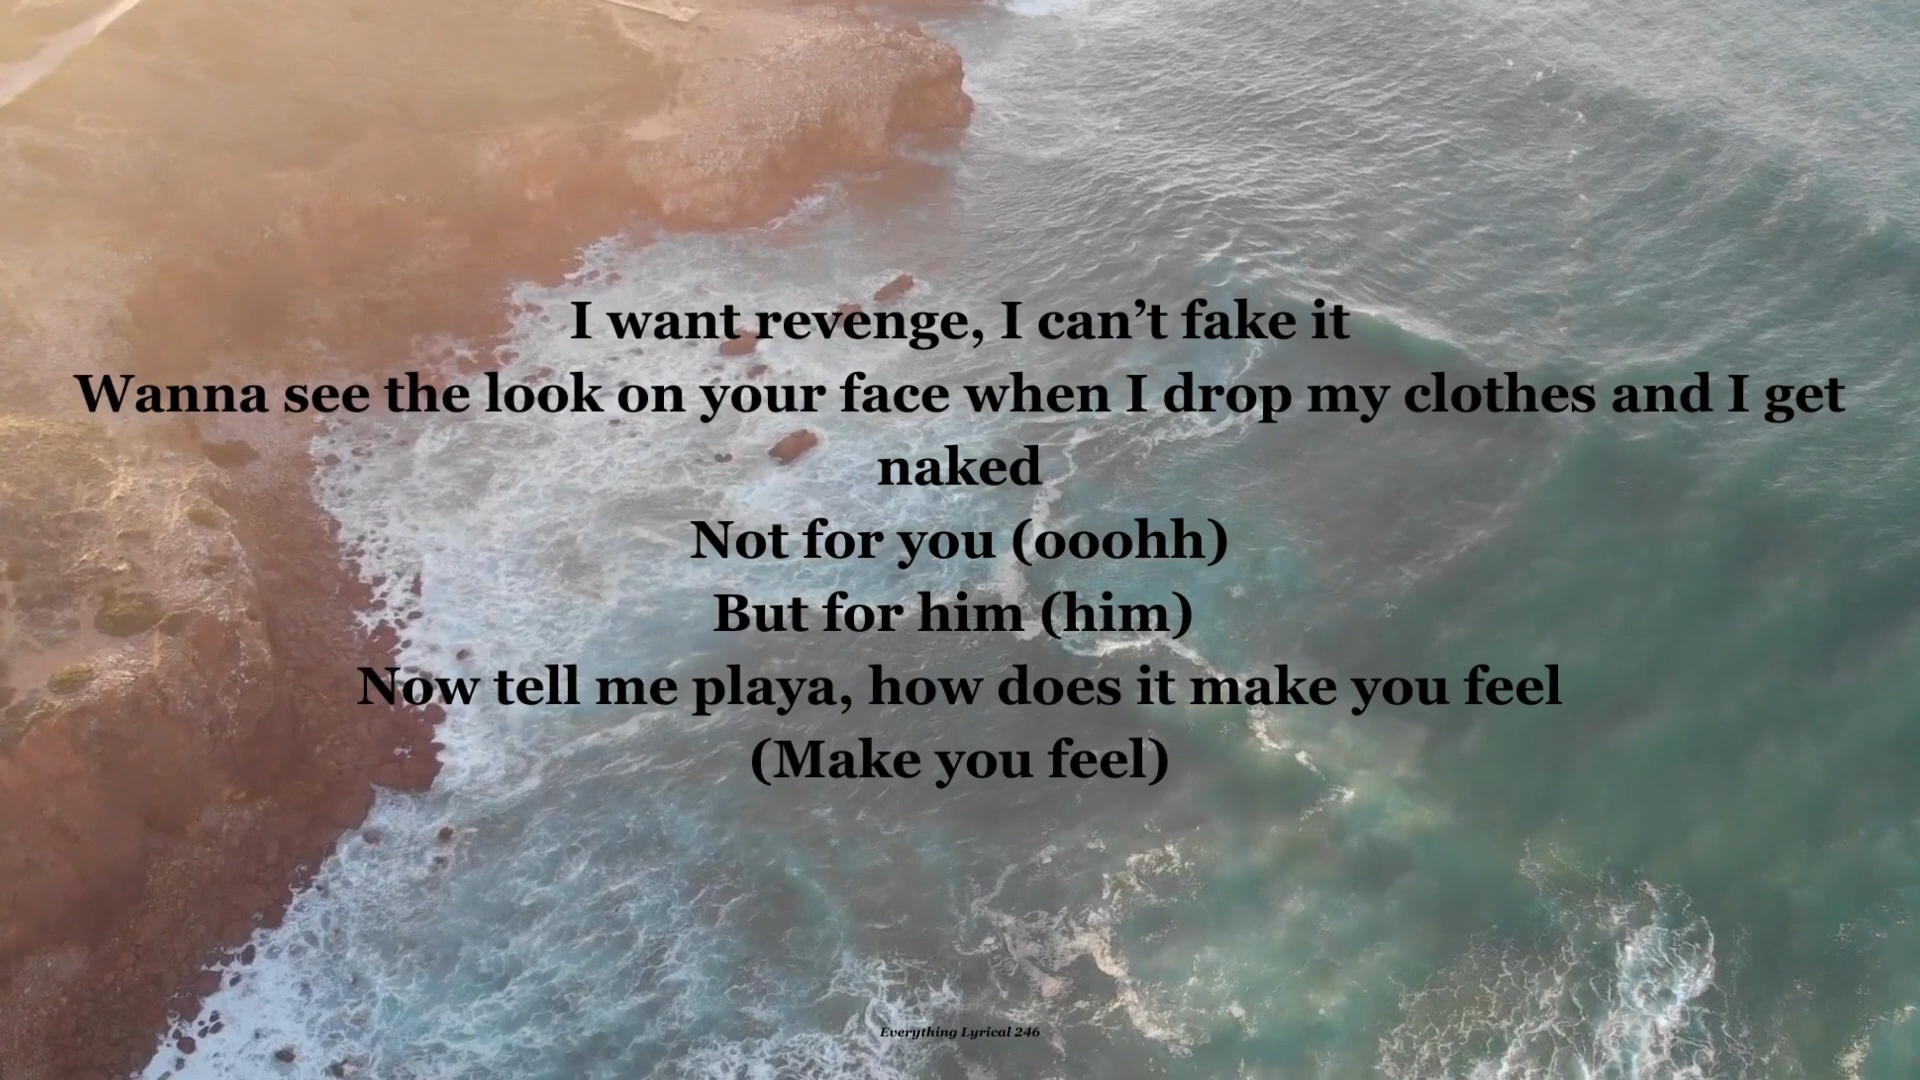 I want revenge, I can’t fake it
Wanna see the look on your face when I drop my clothes and I get
naked
Not for you (ooohh)
But for him (him)
Now tell me playa, how does it make you feel
(Make you feel)
Everything Lyrical 246